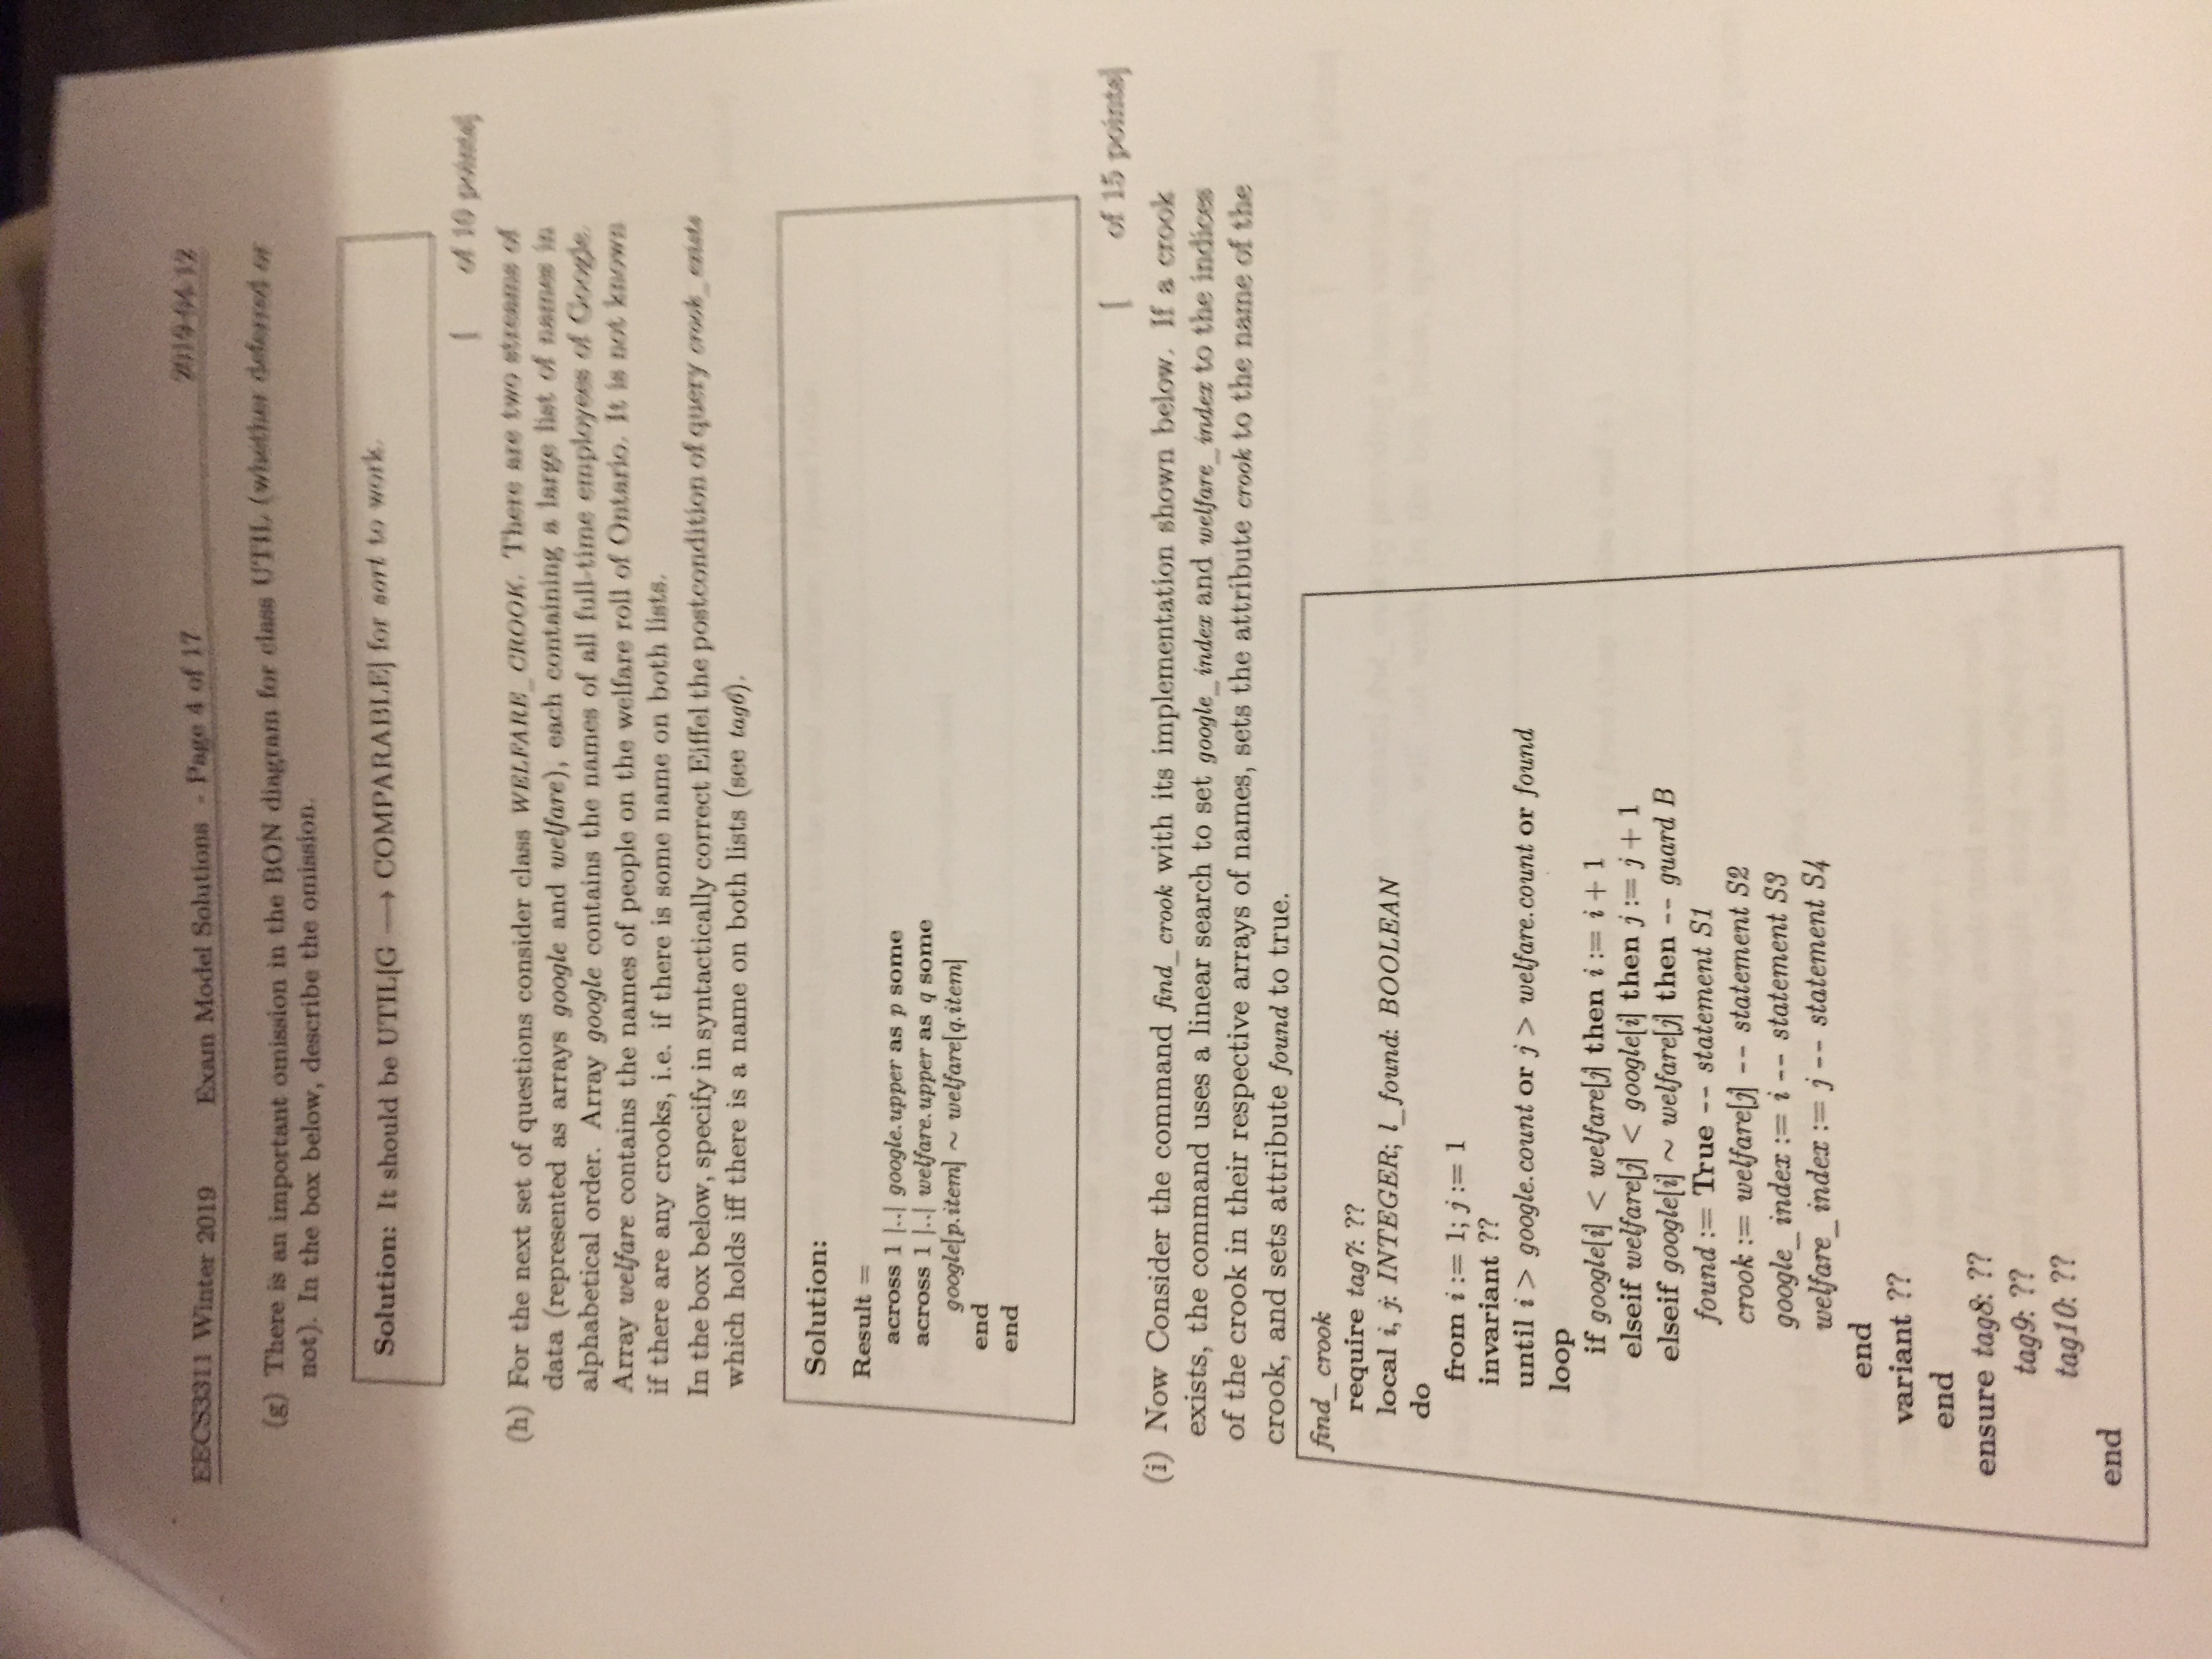 EECS3311 Winter 2019 Exam Model Solutions - Page 4 of 17 2019-04-12
(g) There is an important omission in the BON diagram for class UTIL (whether deferred or
not). In the box below, describe the omission.
Solution: It should be UTIL[G ⟶ COMPARABLE] for sort to work.
[ of 10 points]
(h) For the next set of questions consider class WELFARE_CROOK. There are two streams of
data (represented as arrays google and welfare), each containing a large list of names in
alphabetical order. Array google contains the names of all full-time employees of Google.
Array welfare contains the names of people on the welfare roll of Ontario. It is not known
if there are any crooks, i.e. if there is some name on both lists.
In the box below, specify in syntactically correct Eiffel the postcondition of query crook_exists
which holds iff there is a name on both lists (see tag6).
Solution:
Result =
across 1 |..| google.upper as p some
across 1 |..| welfare.upper as q some
google[p.item] ~ welfare[q.item]
end
end
[ of 15 points]
(i) Now Consider the command find_crook with its implementation shown below. If a crook
exists, the command uses a linear search to set google_index and welfare_index to the indices
of the crook in their respective arrays of names, sets the attribute crook to the name of the
crook, and sets attribute found to true.
find_crook
require tag7: ??
local i, j: INTEGER; l_found: BOOLEAN
do
from i := 1; j := 1
invariant ??
until i > google.count or j > welfare.count or found
loop
if google[i] < welfare[j] then i := i + 1
elseif welfare[j] < google[i] then j := j + 1
elseif google[i] ~ welfare[j] then -- guard B
found := True -- statement S1
crook := welfare[j] -- statement S2
google_index := i -- statement S3
welfare_index := j -- statement S4
end
variant ??
end
ensure tag8: ??
tag9: ??
tag10: ??
end